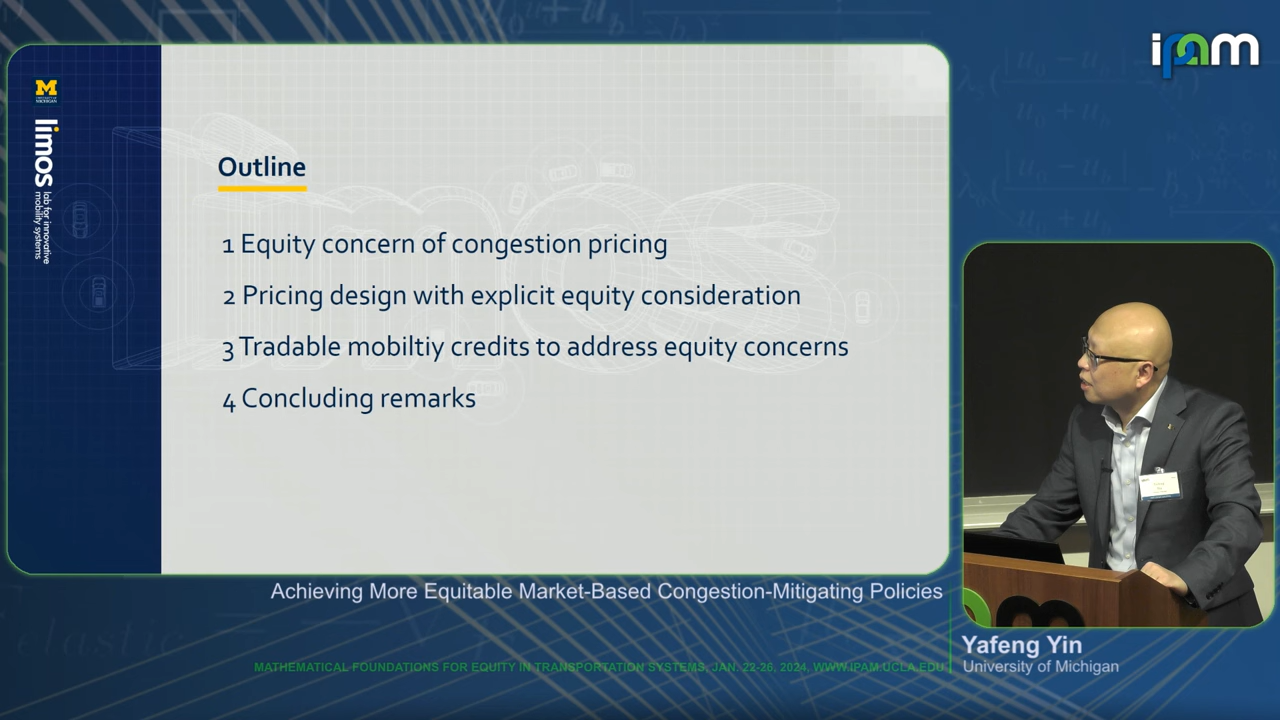 ipam
M
limos
lab for innovative
mobility systems
Outline
1 Equity concern of congestion pricing
2 Pricing design with explicit equity consideration
3 Tradable mobiltiy credits to address equity concerns
4 Concluding remarks
Achieving More Equitable Market-Based Congestion-Mitigating Policies
Yafeng Yin
University of Michigan
MATHEMATICAL FOUNDATIONS FOR EQUITY IN TRANSPORTATION SYSTEMS, JAN. 22-26, 2024, WWW.IPAM.UCLA.EDU
elastic